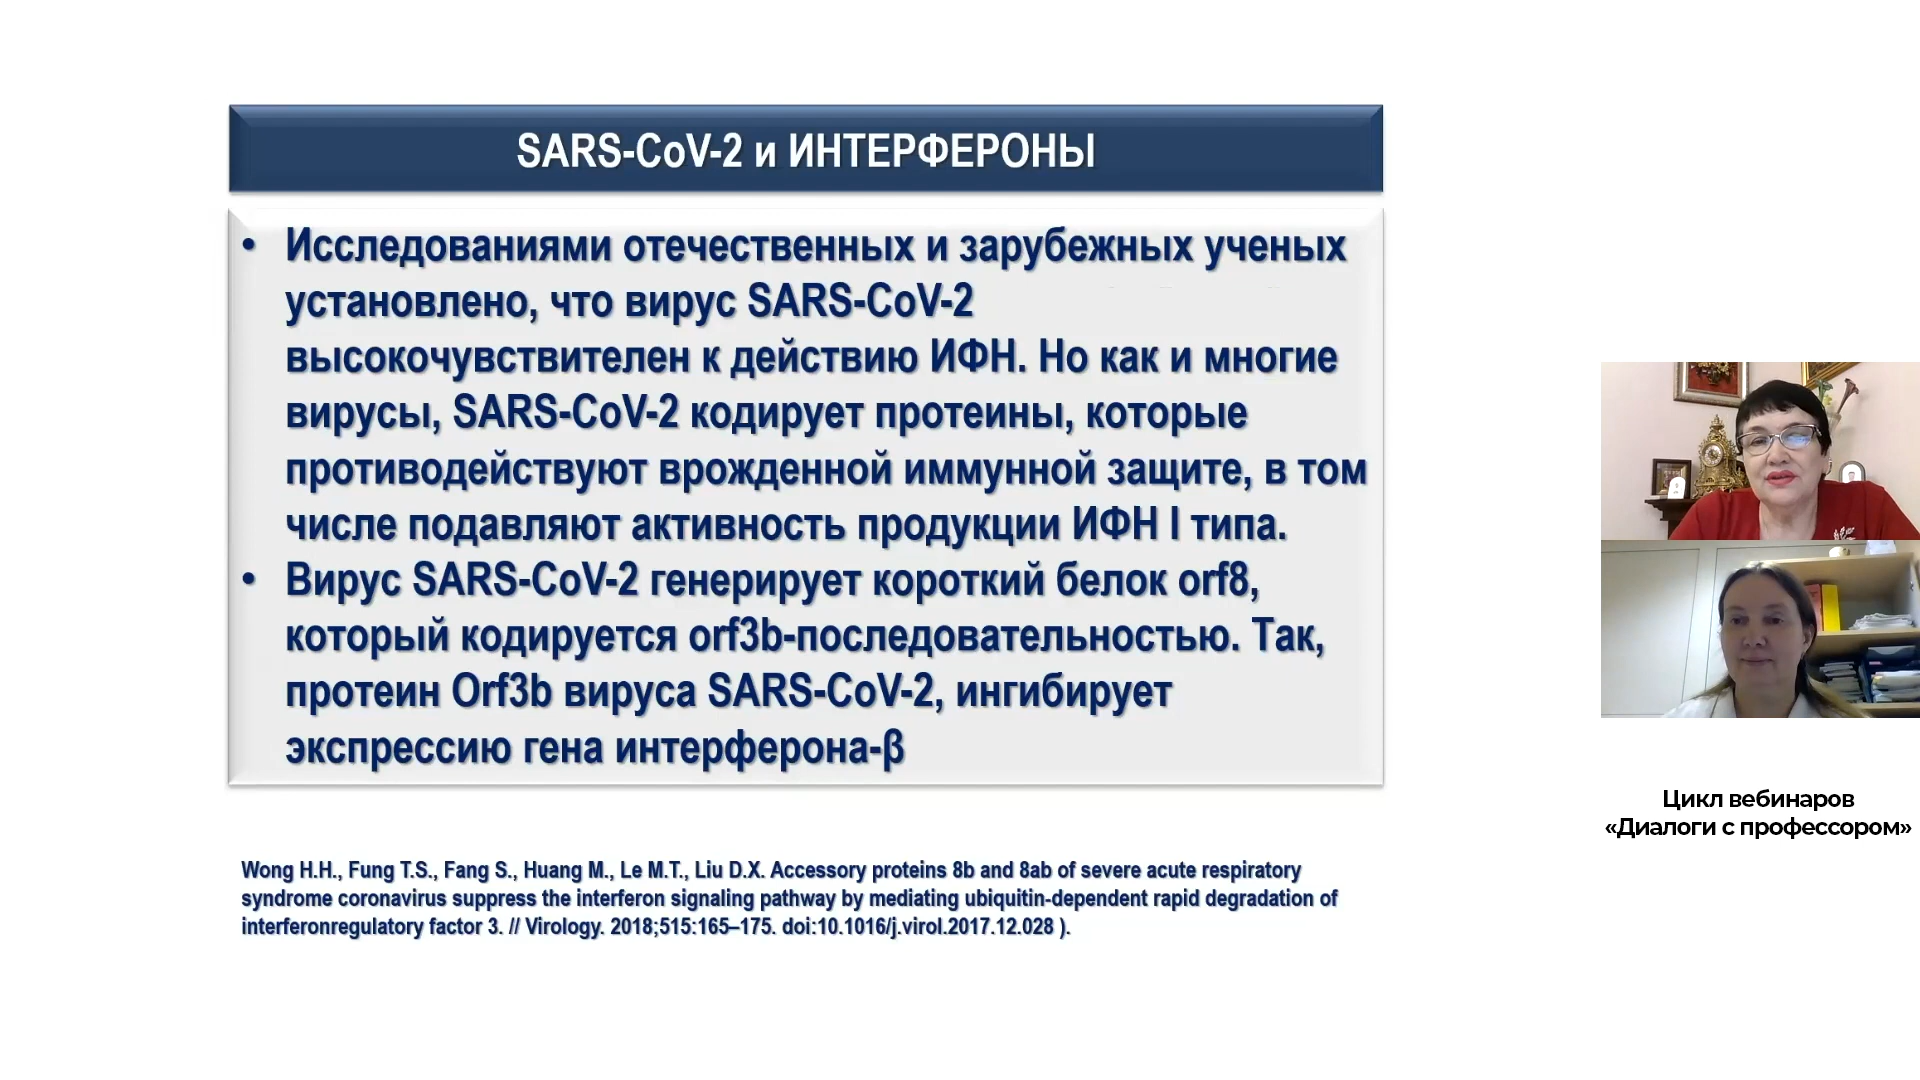 SARS-CoV-2 и ИНТЕРФЕРОНЫ
• Исследованиями отечественных и зарубежных ученых
установлено, что вирус SARS-CoV-2
высокочувствителен к действию ИФН. Но как и многие
вирусы, SARS-CoV-2 кодирует протеины, которые
противодействуют врожденной иммунной защите, в том
числе подавляют активность продукции ИФН I типа.
• Вирус SARS-CoV-2 генерирует короткий белок orf8,
который кодируется orf3b-последовательностью. Так,
протеин Orf3b вируса SARS-CoV-2, ингибирует
экспрессию гена интерферона-β
Wong H.H., Fung T.S., Fang S., Huang M., Le M.T., Liu D.X. Accessory proteins 8b and 8ab of severe acute respiratory
syndrome coronavirus suppress the interferon signaling pathway by mediating ubiquitin-dependent rapid degradation of
interferonregulatory factor 3. // Virology. 2018;515:165–175. doi:10.1016/j.virol.2017.12.028 ).
Цикл вебинаров
«Диалоги с профессором»